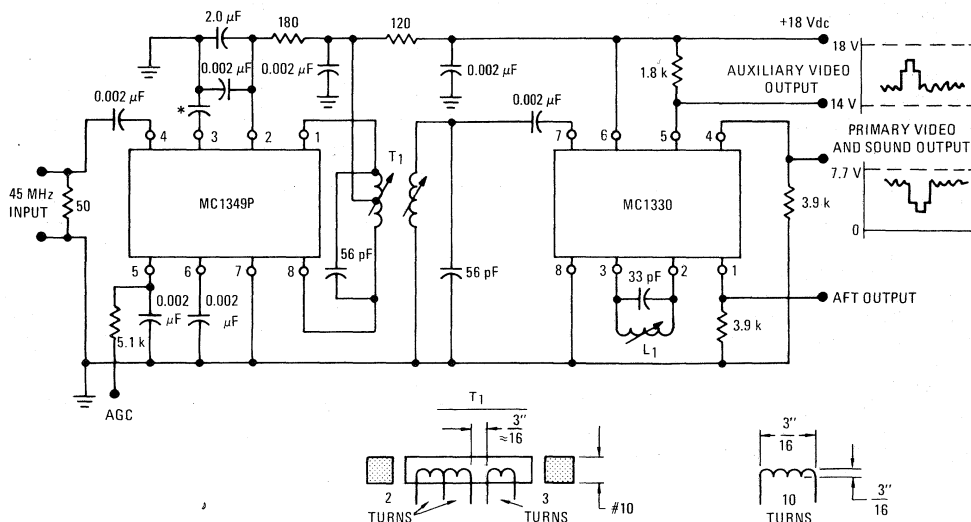 2.0 µF
180
120
+18 Vdc
18 V
0.002 µF
0.002 µF
0.002 µF
0.002 µF
0.002 µF
1.8 k
AUXILIARY VIDEO
OUTPUT
14 V
*
4
3
2
1
7
6
5
4
PRIMARY VIDEO
AND SOUND OUTPUT
7.7 V
0
45 MHz
INPUT
50
MC1349P
T1
MC1330
3.9 k
56 pF
56 pF
5
6
7
8
8
3
2
1
33 pF
0.002
µF
0.002
µF
5.1 k
L1
3.9 k
AFT OUTPUT
AGC
T1
≈ 3"/16
2
TURNS
3
TURNS
#10
3"/16
10
TURNS
3"/16